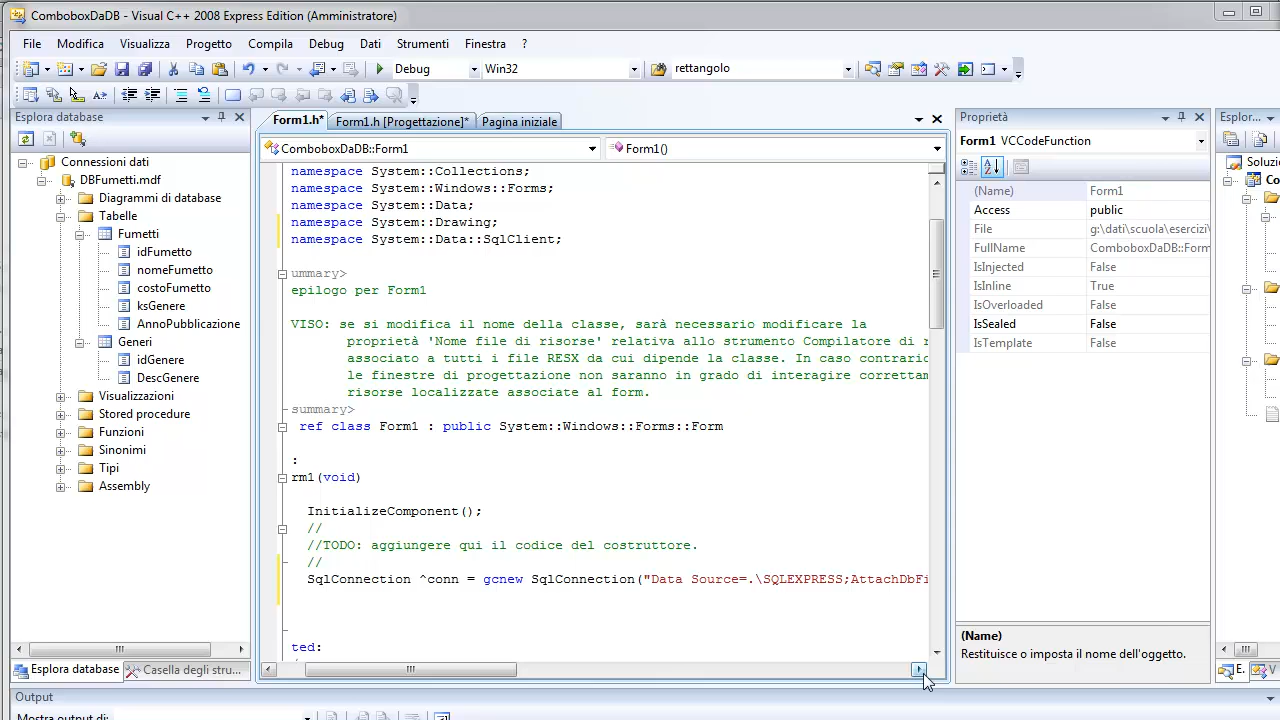 ComboboxDaDB - Visual C++ 2008 Express Edition (Amministratore)
File Modifica Visualizza Progetto Compila Debug Dati Strumenti Finestra ?
Debug Win32 rettangolo
Esplora database
Connessioni dati
DBFumetti.mdf
Diagrammi di database
Tabelle
Fumetti
idFumetto
nomeFumetto
costoFumetto
ksGenere
AnnoPubblicazione
Generi
idGenere
DescGenere
Visualizzazioni
Stored procedure
Funzioni
Sinonimi
Tipi
Assembly
Esplora database Casella degli stru...
Form1.h* Form1.h [Progettazione]* Pagina iniziale
ComboboxDaDB::Form1 Form1()
namespace System::Collections;
namespace System::Windows::Forms;
namespace System::Data;
namespace System::Drawing;
namespace System::Data::SqlClient;
ummary>
epilogo per Form1
VISO: se si modifica il nome della classe, sarà necessario modificare la
proprietà 'Nome file di risorse' relativa allo strumento Compilatore di r
associato a tutti i file RESX da cui dipende la classe. In caso contrario
le finestre di progettazione non saranno in grado di interagire correttam
risorse localizzate associate al form.
summary>
ref class Form1 : public System::Windows::Forms::Form
:
rm1(void)
InitializeComponent();
//
//TODO: aggiungere qui il codice del costruttore.
//
SqlConnection ^conn = gcnew SqlConnection("Data Source=.\SQLEXPRESS;AttachDbFi
ted:
Proprietà
Form1 VCCodeFunction
(Name) Form1
Access public
File g:\dati\scuola\esercizi\
FullName ComboboxDaDB::Form
IsInjected False
IsInline True
IsOverloaded False
IsSealed False
IsTemplate False
(Name)
Restituisce o imposta il nome dell'oggetto.
Esplor...
Soluzio
Co
E. V
Output
Mostra output di: